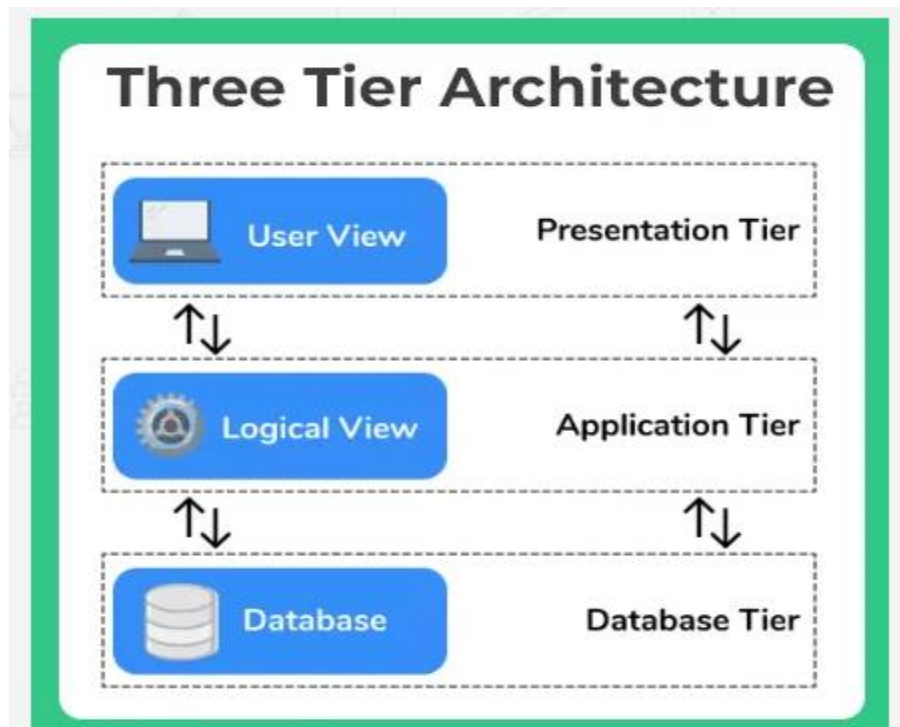 Three Tier Architecture
User View
Presentation Tier
Logical View
Application Tier
Database
Database Tier